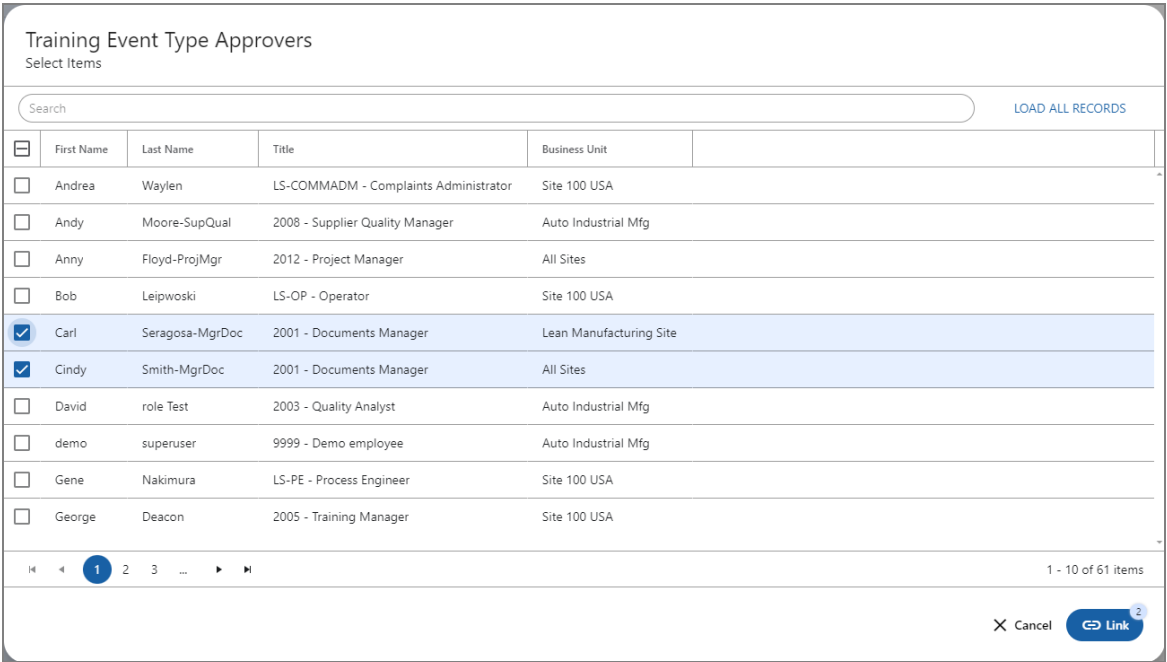 Training Event Type Approvers
Select Items
Search LOAD ALL RECORDS
First Name Last Name Title Business Unit
Andrea Waylen LS-COMMADM - Complaints Administrator Site 100 USA
Andy Moore-SupQual 2008 - Supplier Quality Manager Auto Industrial Mfg
Anny Floyd-ProjMgr 2012 - Project Manager All Sites
Bob Leipwoski LS-OP - Operator Site 100 USA
Carl Seragosa-MgrDoc 2001 - Documents Manager Lean Manufacturing Site
Cindy Smith-MgrDoc 2001 - Documents Manager All Sites
David role Test 2003 - Quality Analyst Auto Industrial Mfg
demo superuser 9999 - Demo employee Auto Industrial Mfg
Gene Nakimura LS-PE - Process Engineer Site 100 USA
George Deacon 2005 - Training Manager Site 100 USA
1 2 3 ... 1 - 10 of 61 items
Cancel Link 2